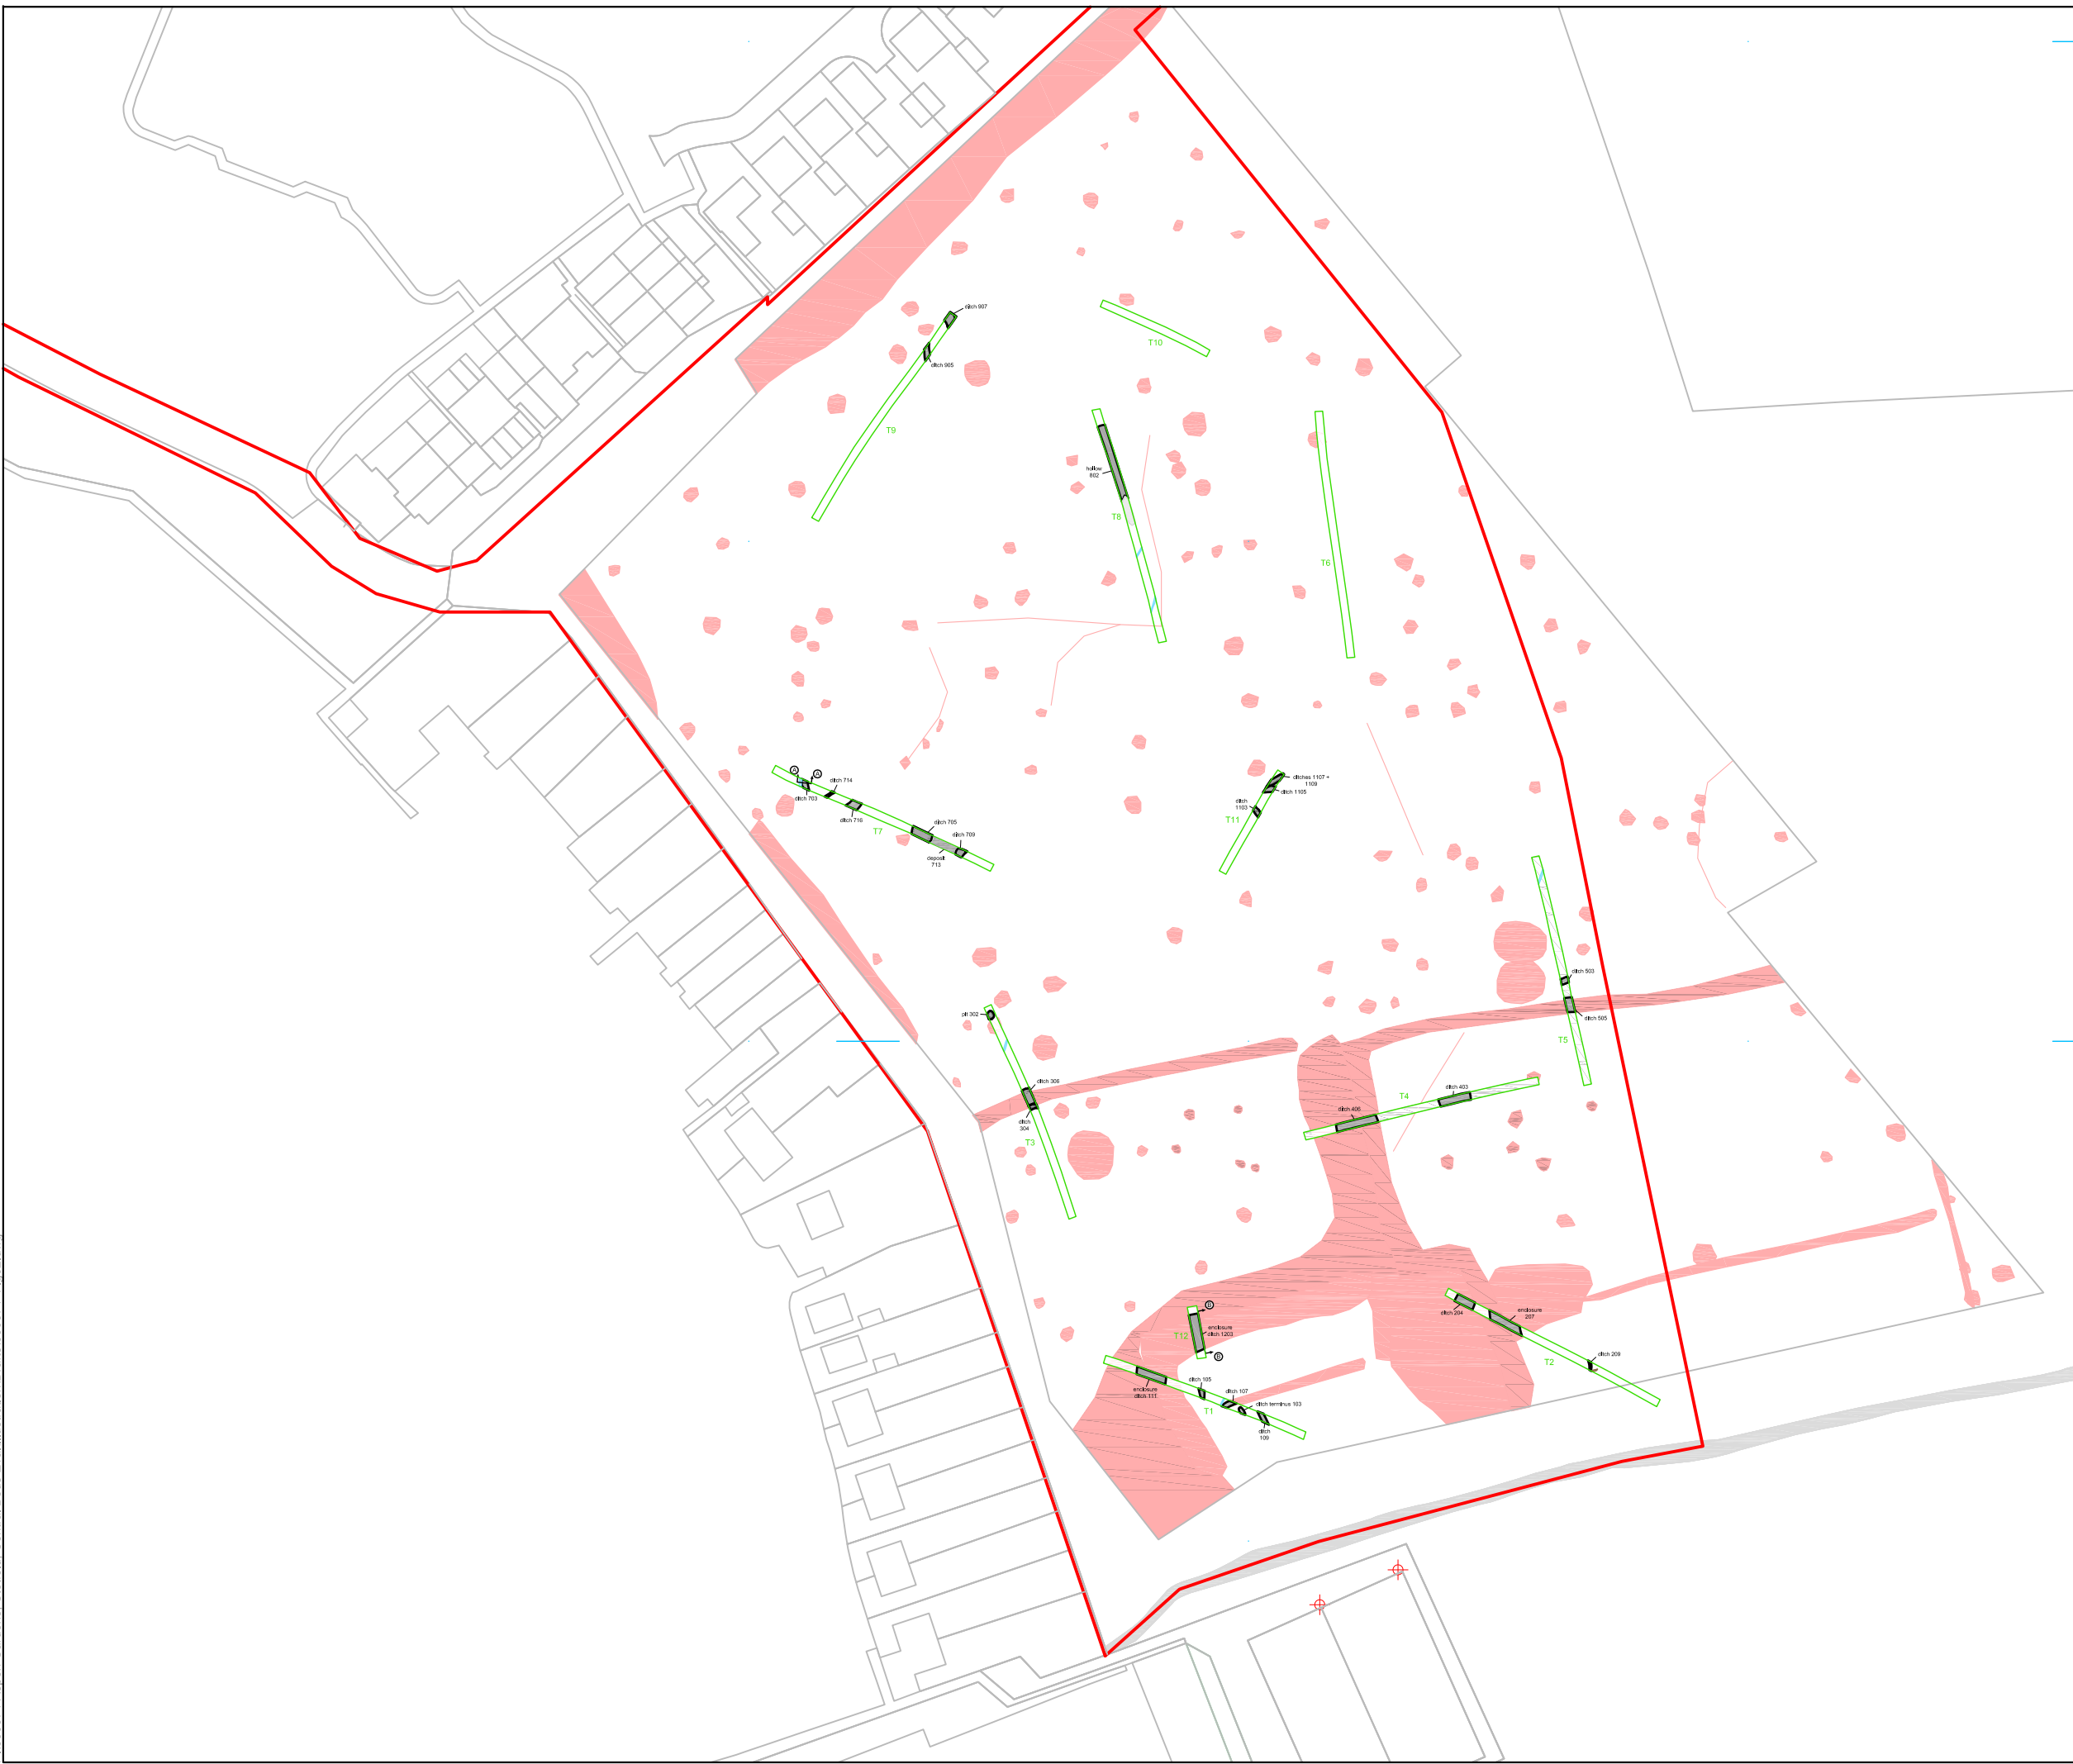 ditch 907
ditch 905
T10
T9
hollow
802
T8
T6
A
A
ditch 714
ditch 703
ditch 716
T7
ditch 705
ditch 709
deposit
713
ditches 1107 +
1109
ditch 1105
ditch
1103
T11
pit 302
ditch 503
ditch 505
T5
ditch 306
ditch
304
T3
ditch 403
T4
ditch 406
B
enclosure
ditch 1203
T12
B
ditch 204
enclosure
207
ditch 209
T2
enclosure
ditch 111
ditch 105
ditch 107
ditch terminus 103
T1
ditch
109